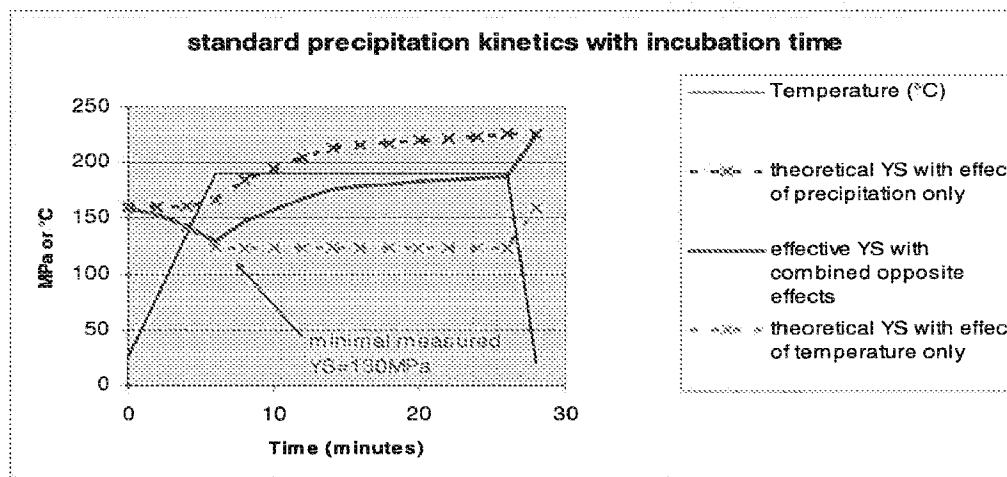 standard precipitation kinetics with incubation time
250
200
150
100
50
0
MPa or °C
0
10
20
30
Time (minutes)
minimal measured
YS=130MPa
Temperature (°C)
theoretical YS with effect
of precipitation only
effective YS with
combined opposite
effects
theoretical YS with effect
of temperature only